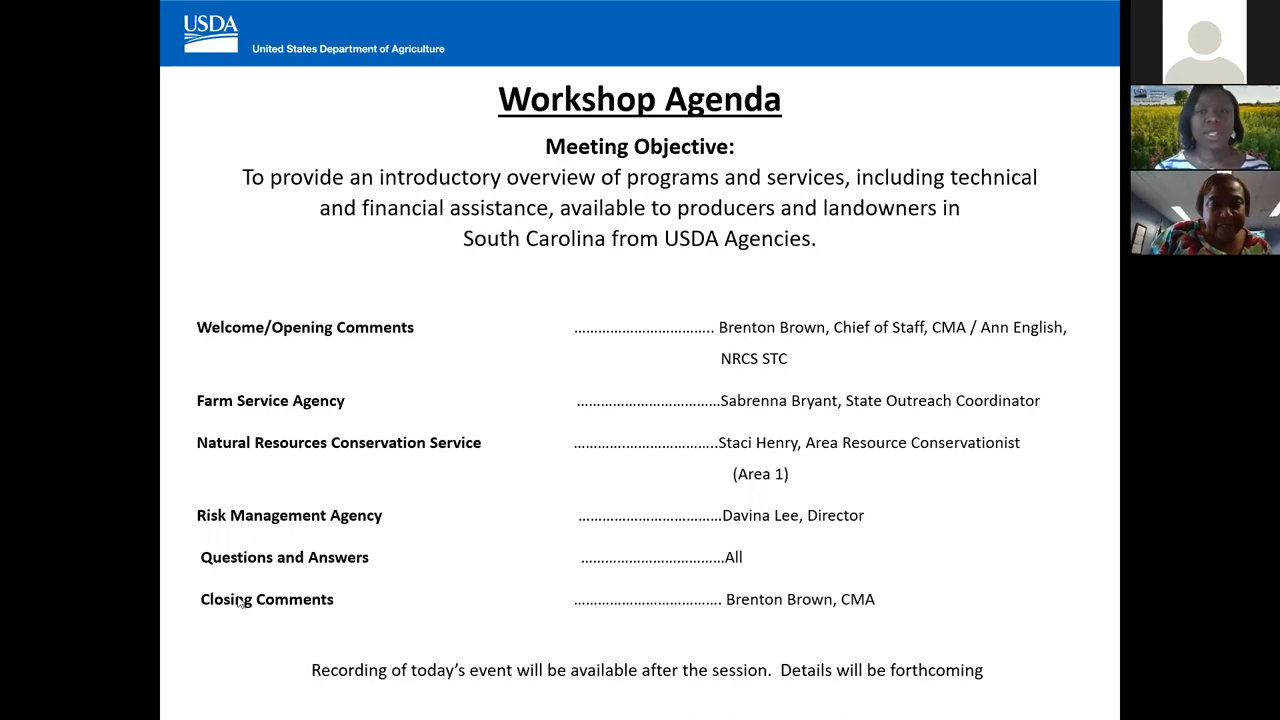 USDA
United States Department of Agriculture
Workshop Agenda
Meeting Objective:
To provide an introductory overview of programs and services, including technical
and financial assistance, available to producers and landowners in
South Carolina from USDA Agencies.
Welcome/Opening Comments …………………………….. Brenton Brown, Chief of Staff, CMA / Ann English,
NRCS STC
Farm Service Agency ………………………………Sabrenna Bryant, State Outreach Coordinator
Natural Resources Conservation Service ………………………………..Staci Henry, Area Resource Conservationist
(Area 1)
Risk Management Agency ………………………………Davina Lee, Director
Questions and Answers ………………………………All
Closing Comments ………………………………. Brenton Brown, CMA
Recording of today’s event will be available after the session. Details will be forthcoming